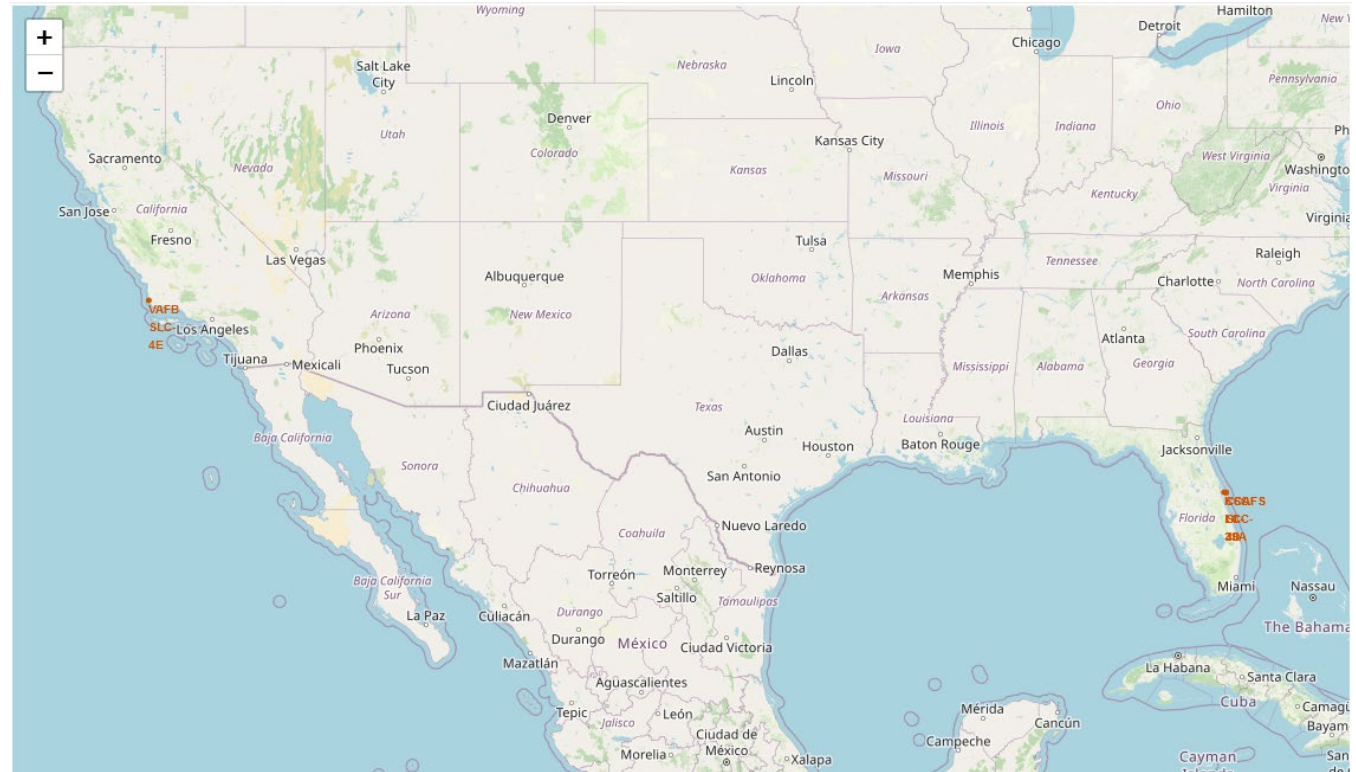 +
−
Wyoming
Hamilton
New Y
Detroit
Chicago
Iowa
Salt Lake
City
Nebraska
Lincoln
Pennsylvania
Ohio
Denver
Utah
Illinois
Indiana
Kansas City
Ph
Sacramento
Nevada
Colorado
Kansas
Missouri
West Virginia
Washingto
Kentucky
Virginia
San Jose
California
Virginia
Fresno
Tulsa
Las Vegas
Raleigh
Albuquerque
Oklahoma
Memphis
Tennessee
Charlotte
North Carolina
Arkansas
VAFB
SLC-
4E
Los Angeles
Arizona
New Mexico
South Carolina
Atlanta
Phoenix
Dallas
Tijuana
Mexicali
Tucson
Mississippi
Alabama
Georgia
Ciudad Juárez
Texas
Louisiana
Austin
Baja California
Houston
Baton Rouge
Jacksonville
Sonora
San Antonio
Chihuahua
Florida
Coahuila
Nuevo Laredo
Reynosa
Torreón
Monterrey
Baja California
Sur
Saltillo
Tamaulipas
Miami
Nassau
La Paz
Culiacán
Durango
Durango
México
Ciudad Victoria
The Bahama
Mazatlán
La Habana
Santa Clara
Aguascalientes
Cuba
Camagü
Tepic
Jalisco
León
Mérida
Cancún
Bayam
Ciudad de
México
Campeche
Morelia
Xalapa
Cayman
San